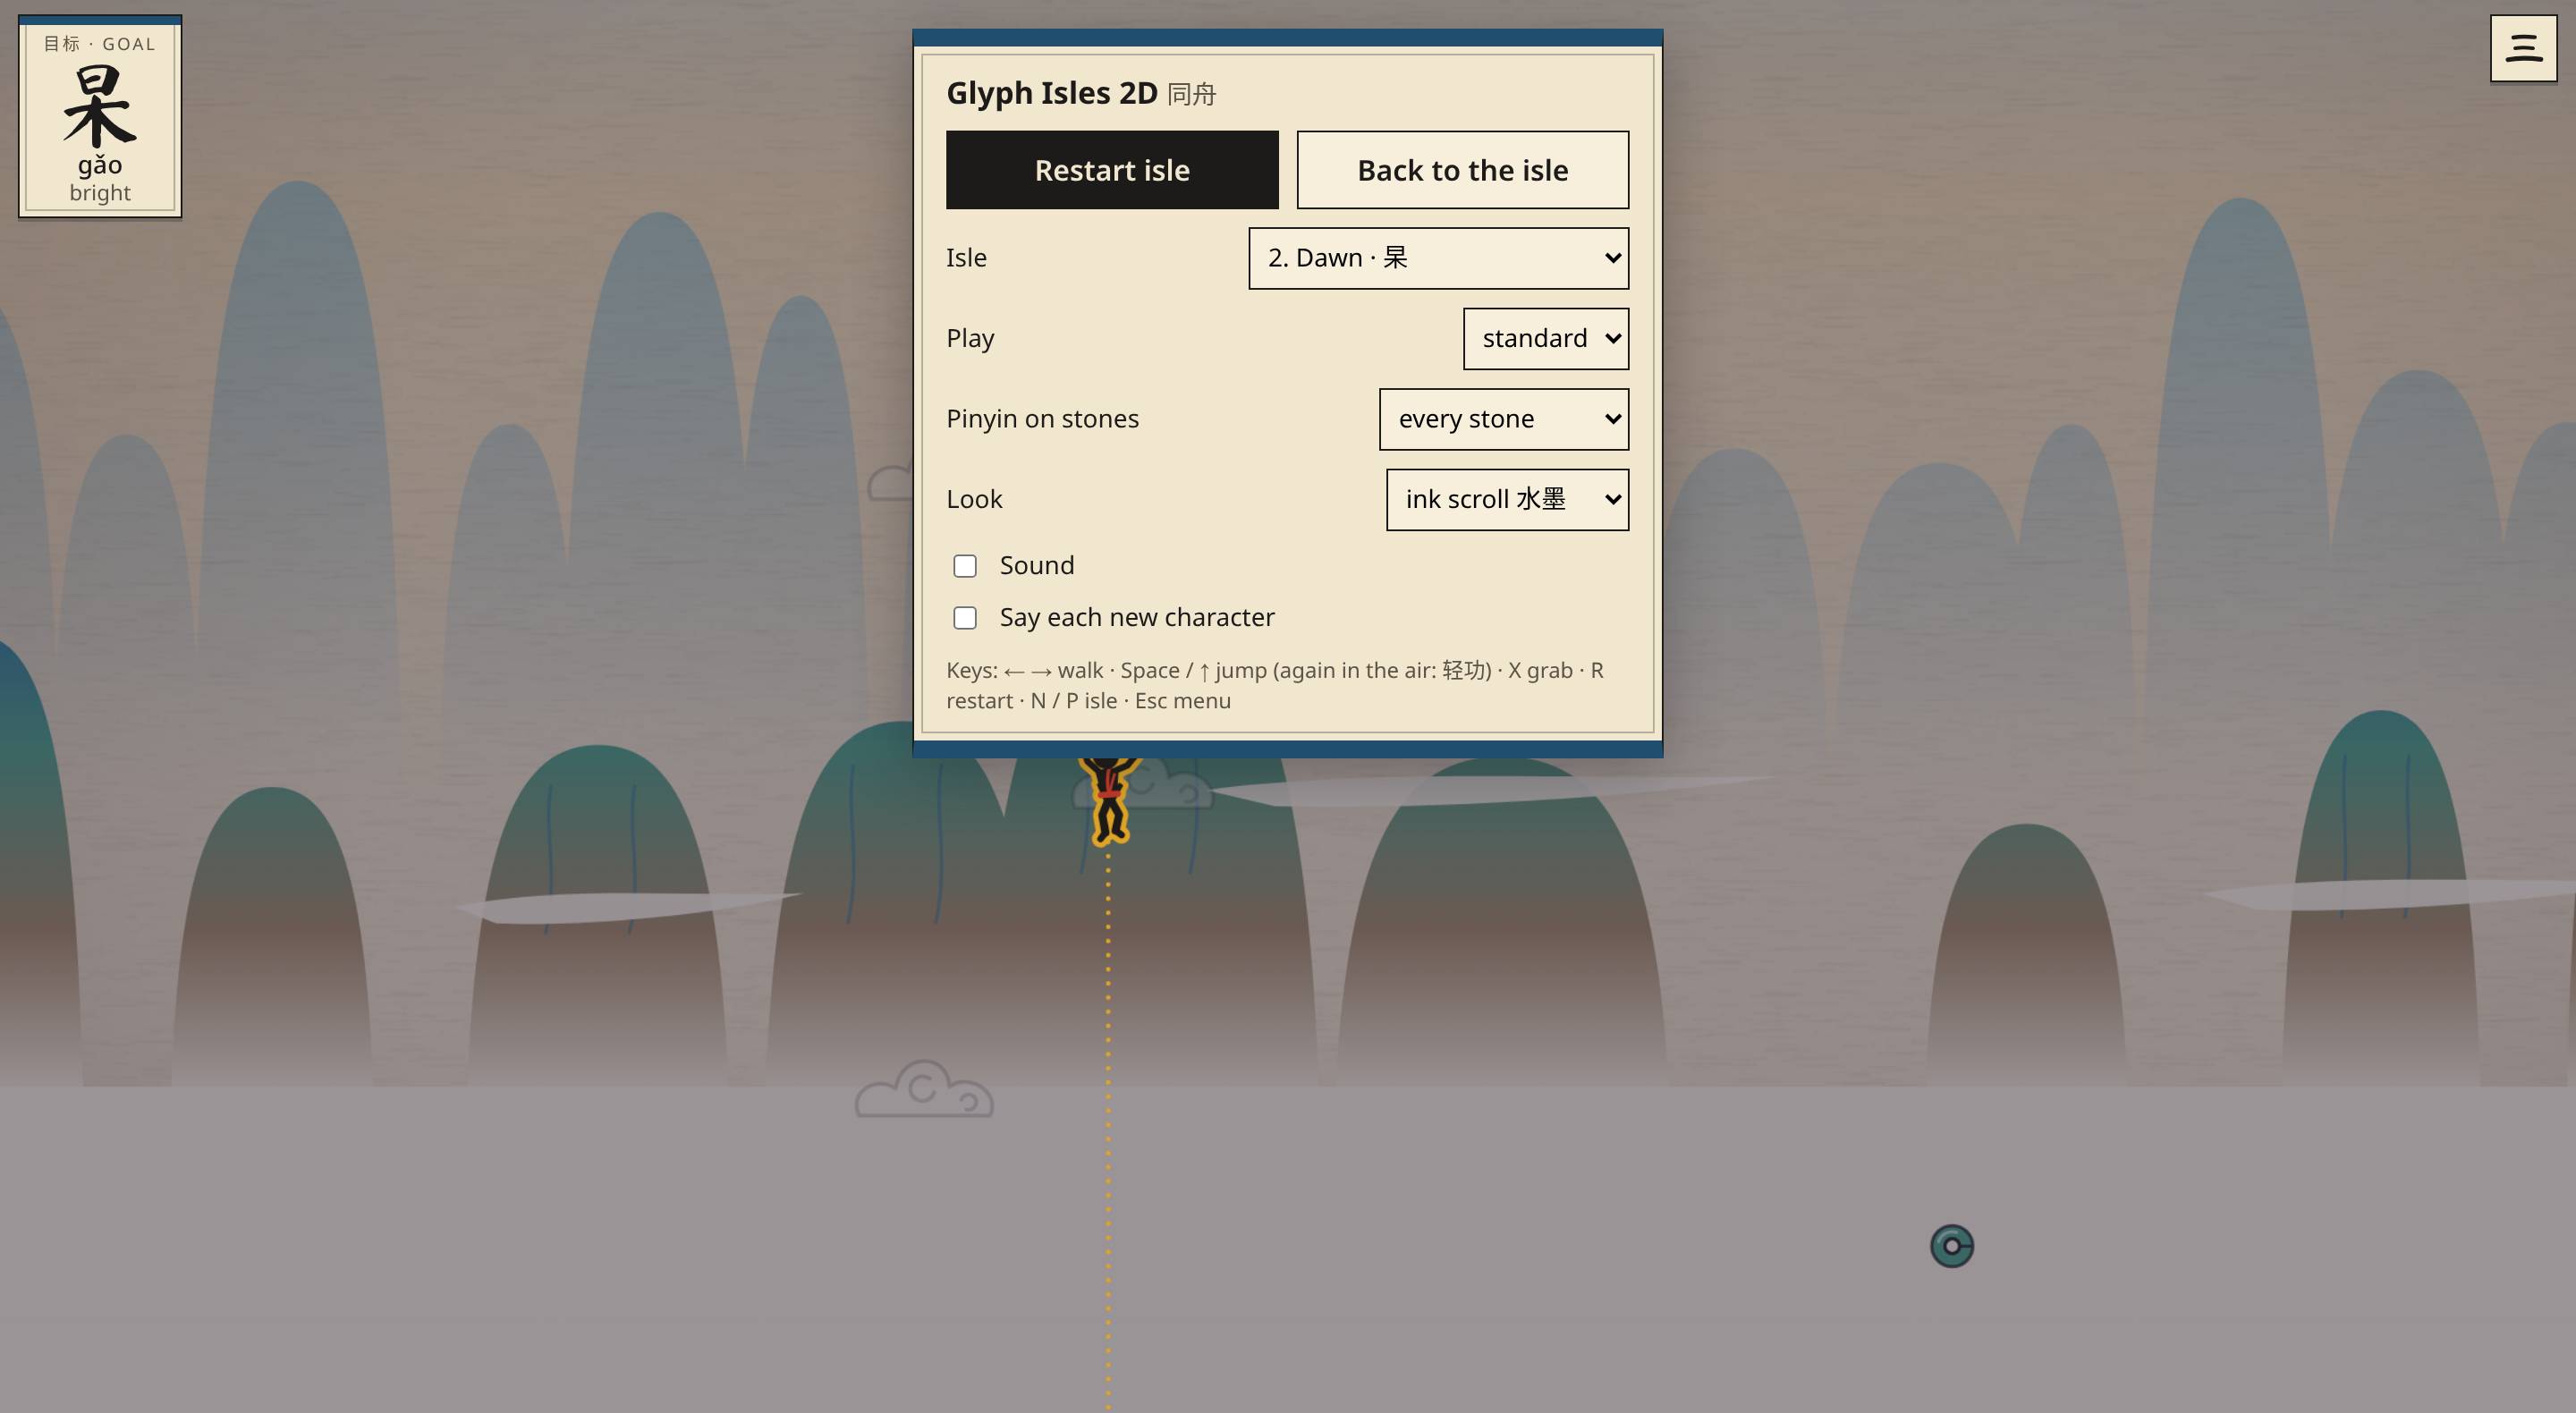 目标 · GOAL
杲
gǎo
bright
三
Glyph Isles 2D 同舟
Restart isle
Back to the isle
Isle
2. Dawn · 杲
Play
standard
Pinyin on stones
every stone
Look
ink scroll 水墨
Sound
Say each new character
Keys: ← → walk · Space / ↑ jump (again in the air: 轻功) · X grab · R
restart · N / P isle · Esc menu